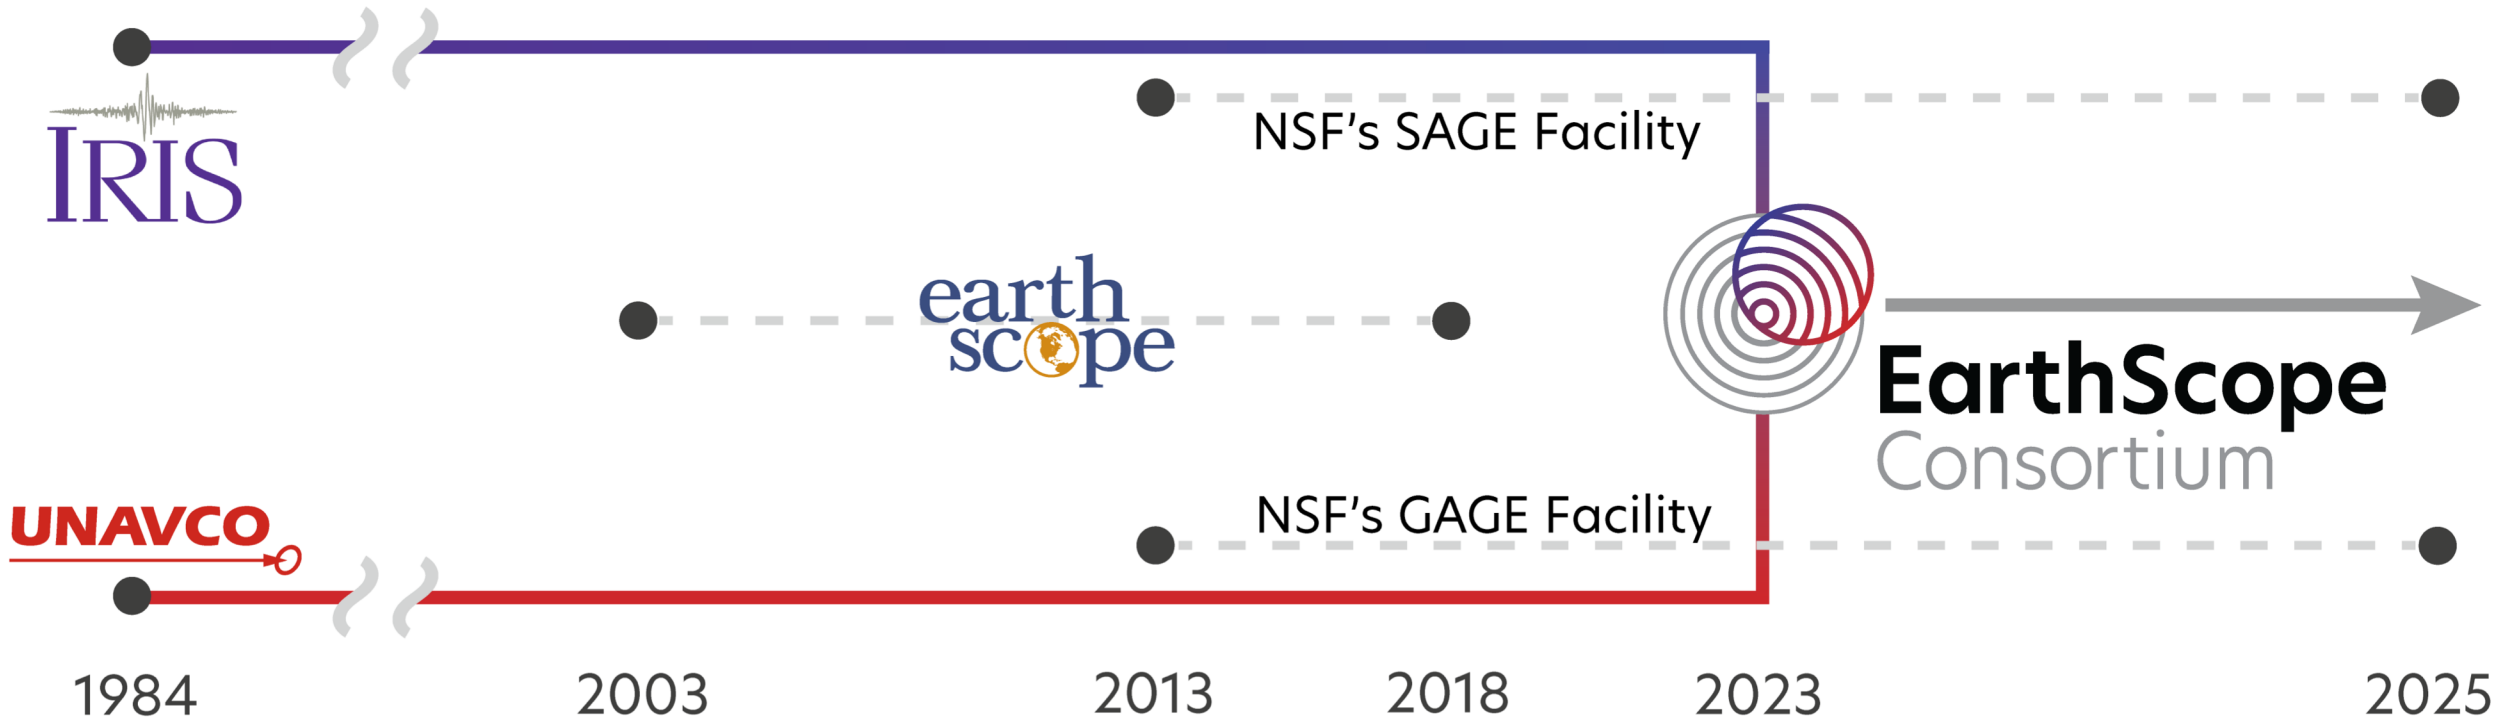 IRIS
NSF's SAGE Facility
earth
scope
EarthScope
Consortium
UNAVCO
NSF's GAGE Facility
1984 2003 2013 2018 2023 2025